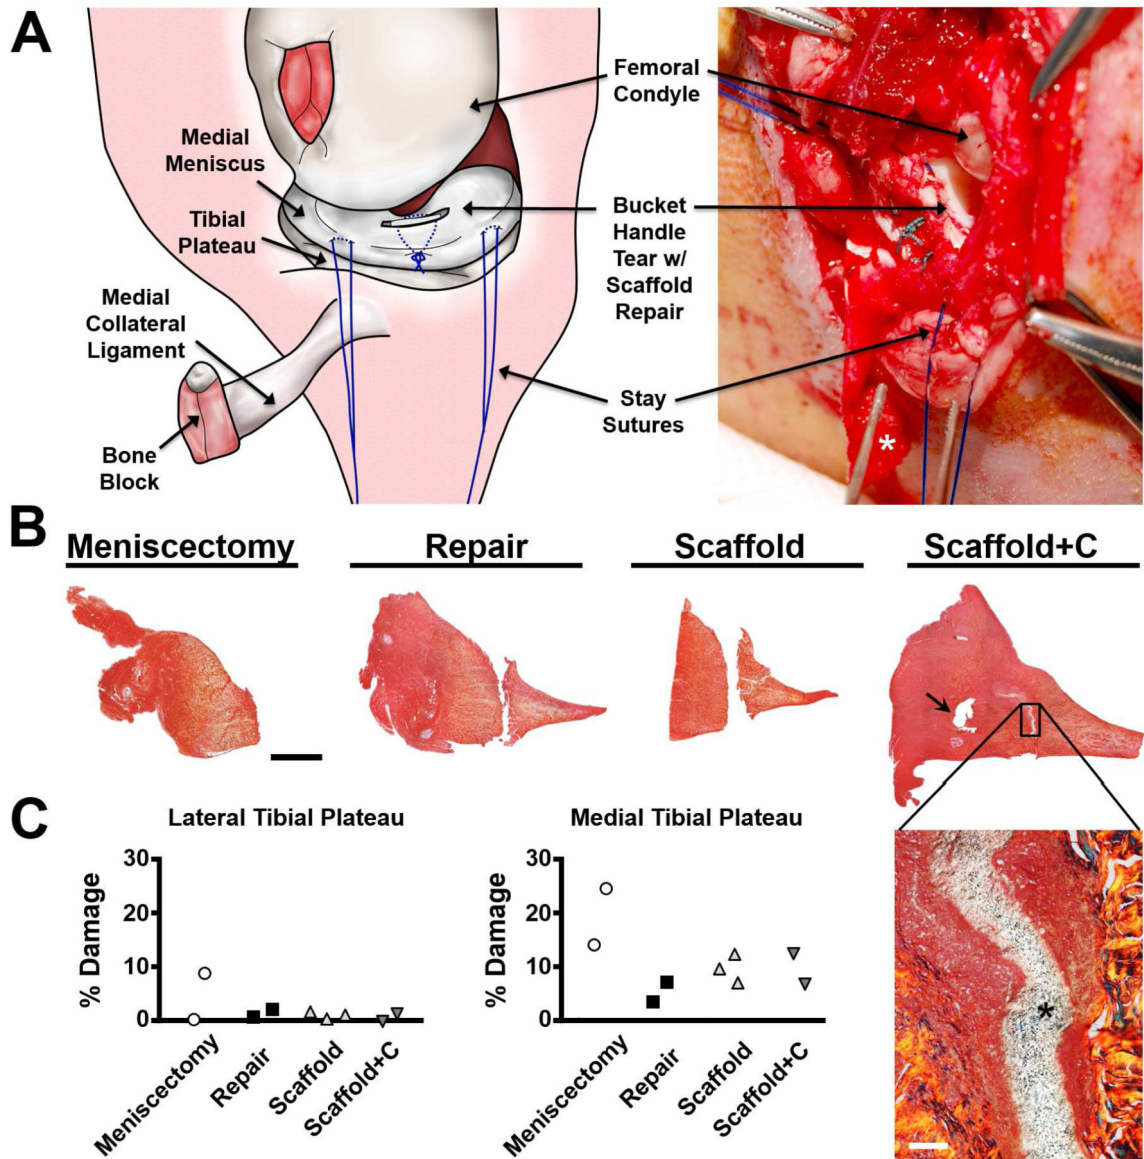 A
Femoral
Condyle
Medial
Meniscus
Tibial
Plateau
Bucket
Handle
Tear w/
Scaffold
Repair
Medial
Collateral
Ligament
Stay
Sutures
Bone
Block
*
B
Meniscectomy
Repair
Scaffold
Scaffold+C
*
C
Lateral Tibial Plateau
% Damage
30
20
10
0
Meniscectomy
Repair
Scaffold
Scaffold+C
Medial Tibial Plateau
% Damage
30
20
10
0
Meniscectomy
Repair
Scaffold
Scaffold+C